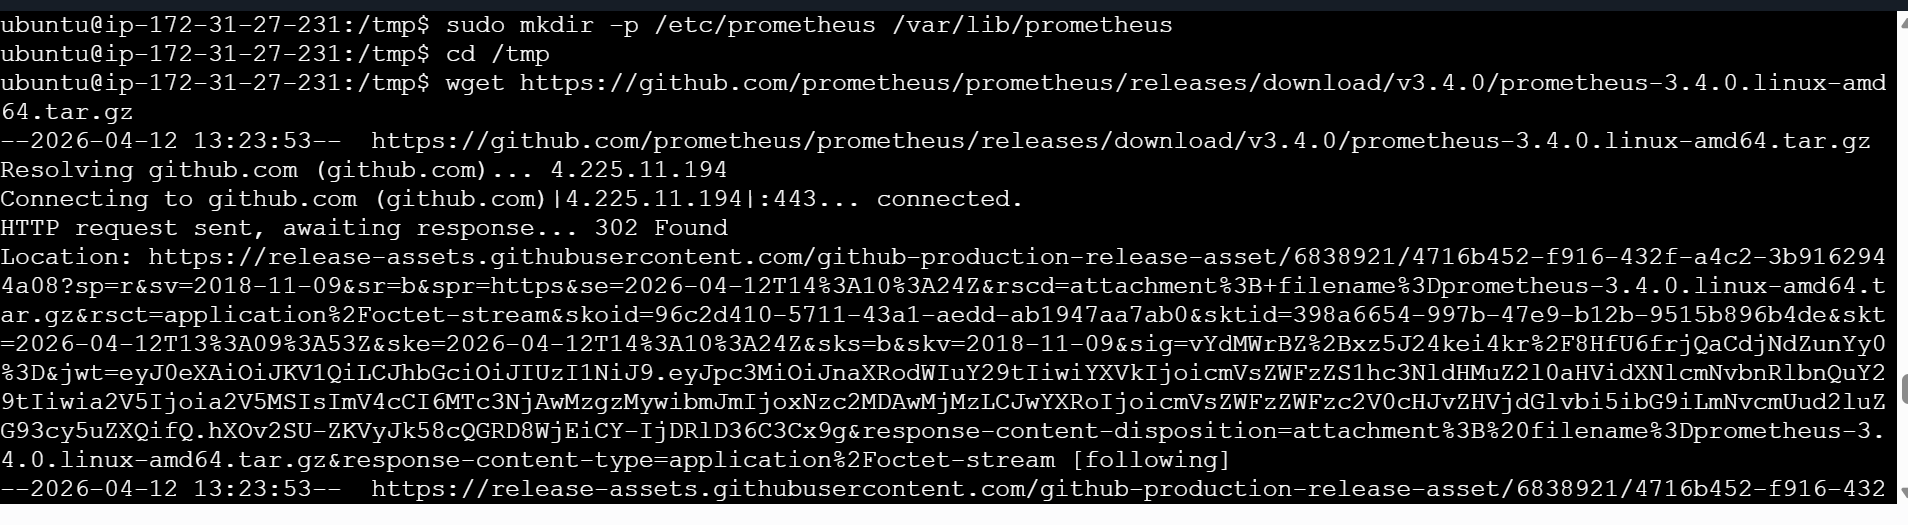 ubuntu@ip-172-31-27-231:/tmp$ sudo mkdir -p /etc/prometheus /var/lib/prometheus
ubuntu@ip-172-31-27-231:/tmp$ cd /tmp
ubuntu@ip-172-31-27-231:/tmp$ wget https://github.com/prometheus/prometheus/releases/download/v3.4.0/prometheus-3.4.0.linux-amd
64.tar.gz
--2026-04-12 13:23:53--  https://github.com/prometheus/prometheus/releases/download/v3.4.0/prometheus-3.4.0.linux-amd64.tar.gz
Resolving github.com (github.com)... 4.225.11.194
Connecting to github.com (github.com)|4.225.11.194|:443... connected.
HTTP request sent, awaiting response... 302 Found
Location: https://release-assets.githubusercontent.com/github-production-release-asset/6838921/4716b452-f916-432f-a4c2-3b916294
4a08?sp=r&sv=2018-11-09&sr=b&spr=https&se=2026-04-12T14%3A10%3A24Z&rscd=attachment%3B+filename%3Dprometheus-3.4.0.linux-amd64.t
ar.gz&rsct=application%2Foctet-stream&skoid=96c2d410-5711-43a1-aedd-ab1947aa7ab0&sktid=398a6654-997b-47e9-b12b-9515b896b4de&skt
=2026-04-12T13%3A09%3A53Z&ske=2026-04-12T14%3A10%3A24Z&sks=b&skv=2018-11-09&sig=vYdMWrBZ%2Bxz5J24kei4kr%2F8HfU6frjQaCdjNdZunYy0
%3D&jwt=eyJ0eXAiOiJKV1QiLCJhbGciOiJIUzI1NiJ9.eyJpc3MiOiJnaXRodWIuY29tIiwiYXVkIjoicmVsZWFzZS1hc3NldHMuZ2l0aHVidXNlcmNvbnRlbnQuY2
9tIiwia2V5Ijoia2V5MSIsImV4cCI6MTc3NjAwMzgzMywibmJmIjoxNzc2MDAwMjMzLCJwYXRoIjoicmVsZWFzZWFzc2V0cHJvZHVjdGlvbi5ibG9iLmNvcmUud2luZ
G93cy5uZXQifQ.hXOv2SU-ZKVyJk58cQGRD8WjEiCY-IjDRlD36C3Cx9g&response-content-disposition=attachment%3B%20filename%3Dprometheus-3.
4.0.linux-amd64.tar.gz&response-content-type=application%2Foctet-stream [following]
--2026-04-12 13:23:53--  https://release-assets.githubusercontent.com/github-production-release-asset/6838921/4716b452-f916-432